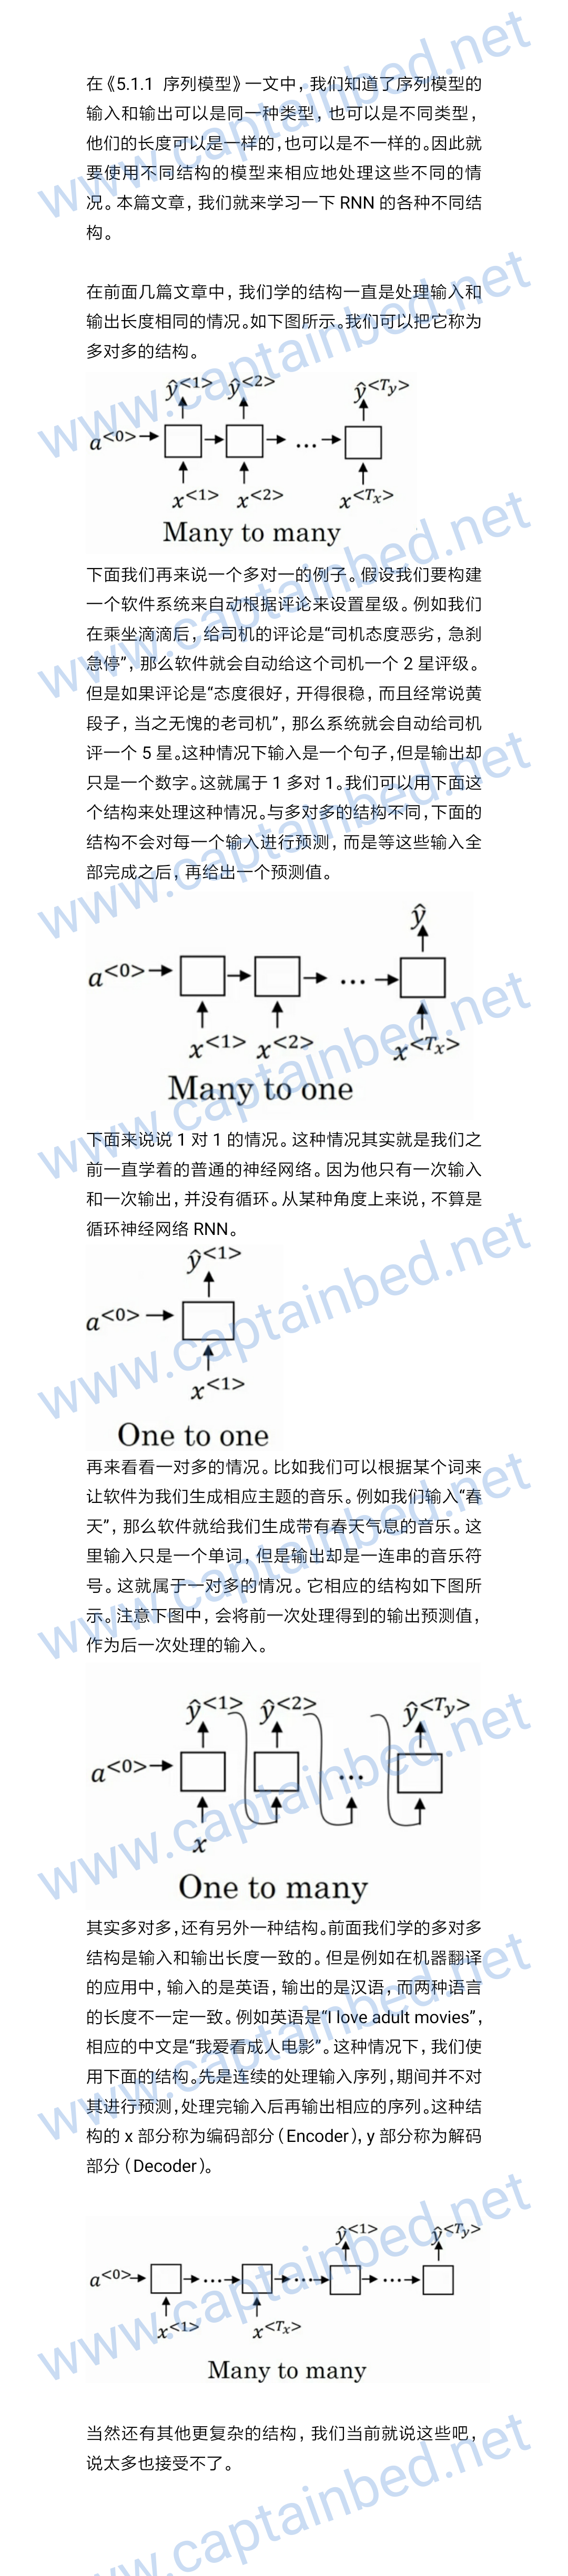 在《5.1.1 序列模型》一文中，我们知道了序列模型的
输入和输出可以是同一种类型，也可以是不同类型，
他们的长度可以是一样的，也可以是不一样的。因此就
要使用不同结构的模型来相应地处理这些不同的情
况。本篇文章，我们就来学习一下 RNN 的各种不同结
构。
在前面几篇文章中，我们学的结构一直是处理输入和
输出长度相同的情况。如下图所示。我们可以把它称为
多对多的结构。
ŷ<1> ŷ<2> ŷ<Ty>
a<0> ...
x<1> x<2> x<Tx>
Many to many
下面我们再来说一个多对一的例子。假设我们要构建
一个软件系统来自动根据评论来设置星级。例如我们
在乘坐滴滴后，给司机的评论是“司机态度恶劣，急刹
急停”，那么软件就会自动给这个司机一个 2 星评级。
但是如果评论是“态度很好，开得很稳，而且经常说黄
段子，当之无愧的老司机”，那么系统就会自动给司机
评一个 5 星。这种情况下输入是一个句子，但是输出却
只是一个数字。这就属于 1 多对 1。我们可以用下面这
个结构来处理这种情况。与多对多的结构不同，下面的
结构不会对每一个输入进行预测，而是等这些输入全
部完成之后，再给出一个预测值。
ŷ
a<0> ...
x<1> x<2> x<Tx>
Many to one
下面来说说 1 对 1 的情况。这种情况其实就是我们之
前一直学着的普通的神经网络。因为他只有一次输入
和一次输出，并没有循环。从某种角度上来说，不算是
循环神经网络 RNN。
ŷ<1>
a<0>
x<1>
One to one
再来看看一对多的情况。比如我们可以根据某个词来
让软件为我们生成相应主题的音乐。例如我们输入“春
天”，那么软件就给我们生成带有春天气息的音乐。这
里输入只是一个单词，但是输出却是一连串的音乐符
号。这就属于一对多的情况。它相应的结构如下图所
示。注意下图中，会将前一次处理得到的输出预测值，
作为后一次处理的输入。
ŷ<1> ŷ<2> ŷ<Ty>
a<0> ...
x
One to many
其实多对多，还有另外一种结构。前面我们学的多对多
结构是输入和输出长度一致的。但是例如在机器翻译
的应用中，输入的是英语，输出的是汉语，而两种语言
的长度不一定一致。例如英语是“I love adult movies”，
相应的中文是“我爱看成人电影”。这种情况下，我们使
用下面的结构。先是连续的处理输入序列，期间并不对
其进行预测，处理完输入后再输出相应的序列。这种结
构的 x 部分称为编码部分（Encoder），y 部分称为解码
部分（Decoder）。
ŷ<1> ŷ<Ty>
a<0> ... ... ...
x<1> x<Tx>
Many to many
当然还有其他更复杂的结构，我们当前就说这些吧，
说太多也接受不了。
www.captainbed.net
www.captainbed.net
www.captainbed.net
www.captainbed.net
www.captainbed.net
www.captainbed.net
www.captainbed.net
www.captainbed.net
www.captainbed.net
www.captainbed.net
www.captainbed.net